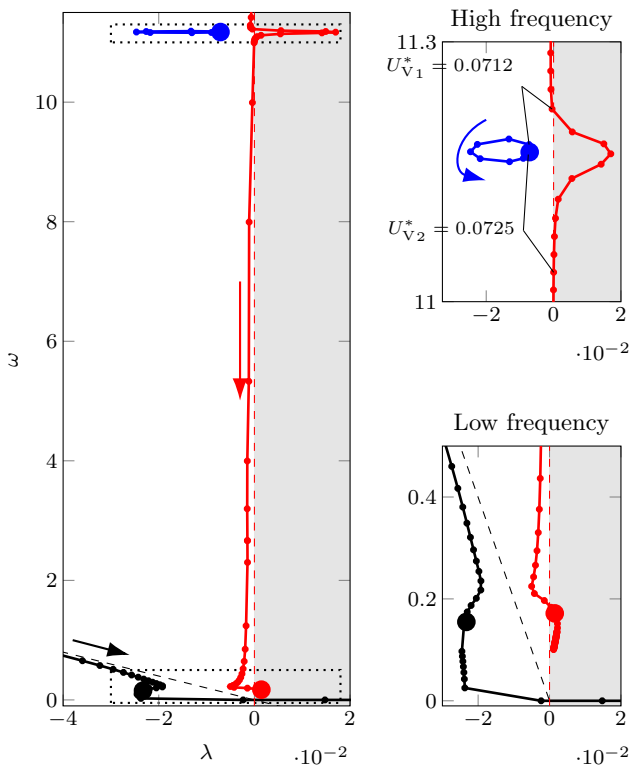 High frequency
11.3
U*V1 = 0.0712
U*V2 = 0.0725
11
−2 0 2
·10−2
10
8
6
4
2
0
ω
−4 −2 0 2
λ
·10−2
Low frequency
0.4
0.2
0
−2 0 2
·10−2